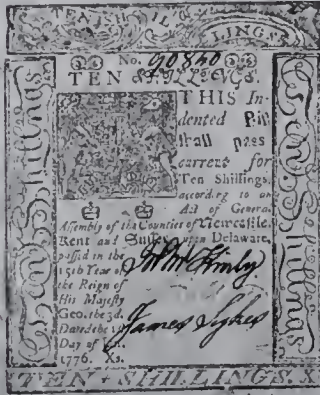 TEN SHILLINGS.
No. 90840
TEN SHILLINGS.
THIS In-
dented Bill
shall pass
current for
Ten Shillings,
according to an
Act of General
Assembly of the Counties of Newcastle,
Kent and Sussex, upon Delaware,
passed in the
15th Year of
the Reign of
His Majesty
Geo. the 3d.
Dated the 1st
Day of Jan.
1776. Xs.
James Sykes
Ten Shillings
Ten Shillings
TEN SHILLINGS. X